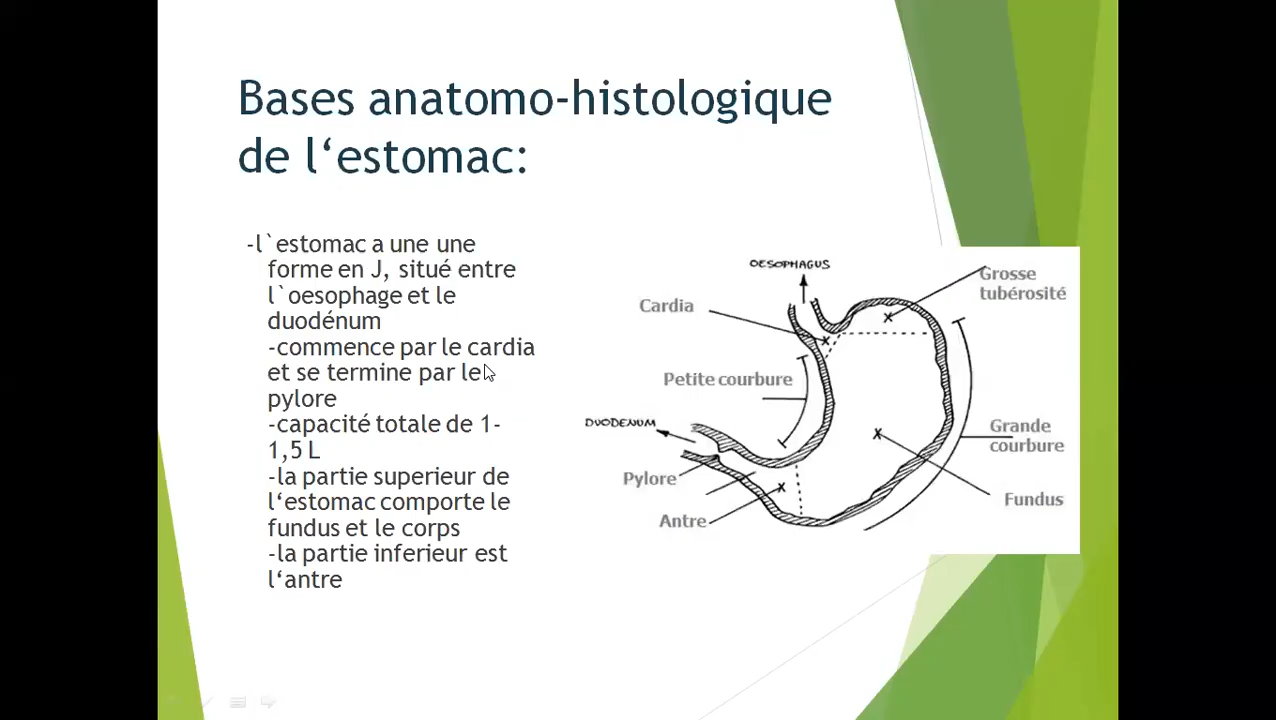 Bases anatomo-histologique
de l‘estomac:
-l`estomac a une une
forme en J, situé entre
l`oesophage et le
duodénum
-commence par le cardia
et se termine par le
pylore
-capacité totale de 1-
1,5 L
-la partie superieur de
l‘estomac comporte le
fundus et le corps
-la partie inferieur est
l‘antre
OESOPHAGUS
Grosse
tubérosité
Cardia
Petite courbure
DUODENUM
Grande
courbure
Pylore
Fundus
Antre